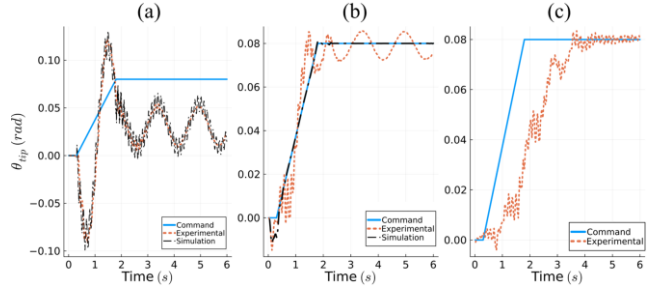 (a)
(b)
(c)
θ_tip (rad)
0.10
0.05
0.00
−0.05
−0.10
Command
Experimental
Simulation
0 1 2 3 4 5 6
Time (s)
0.08
0.06
0.04
0.02
0.00
Command
Experimental
Simulation
0 1 2 3 4 5 6
Time (s)
0.08
0.06
0.04
0.02
0.00
Command
Experimental
0 1 2 3 4 5 6
Time (s)